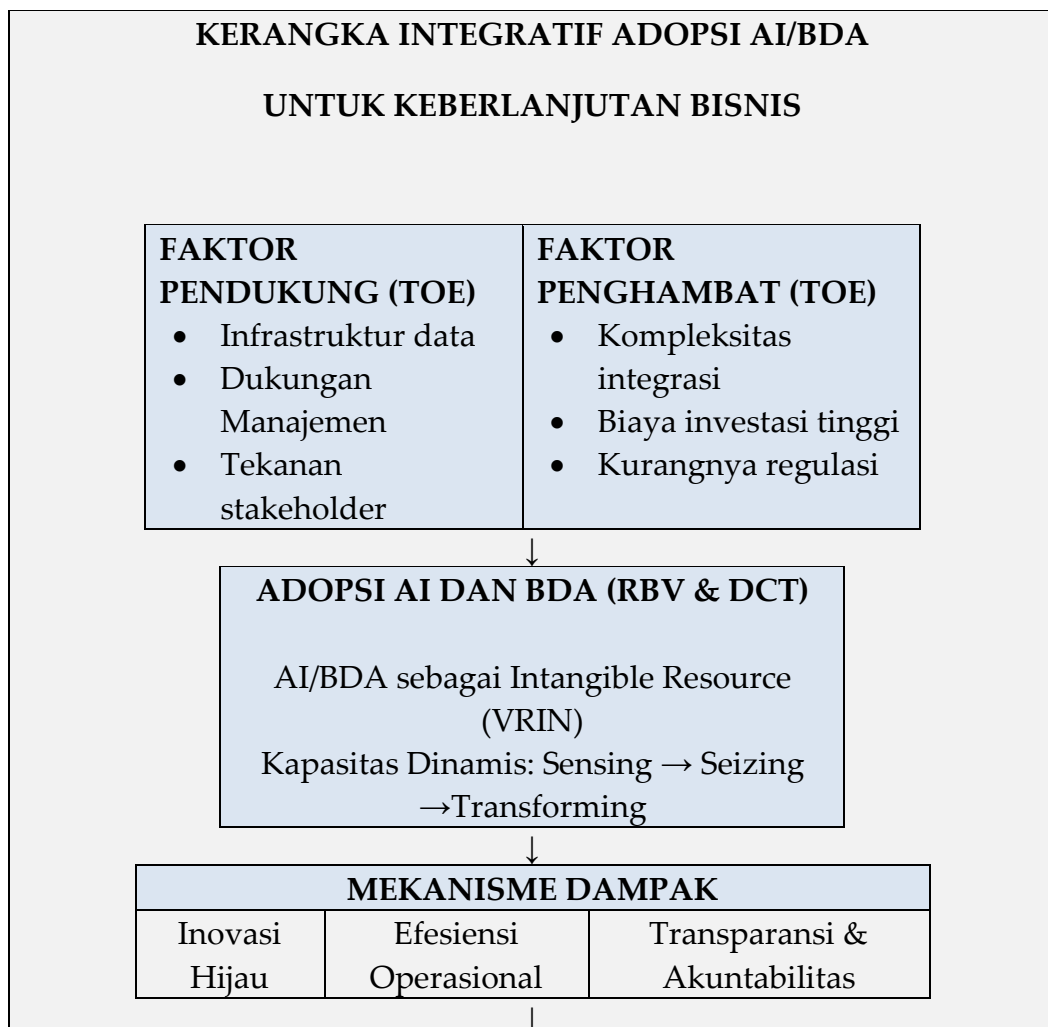 KERANGKA INTEGRATIF ADOPSI AI/BDA
UNTUK KEBERLANJUTAN BISNIS
FAKTOR
PENDUKUNG (TOE)
• Infrastruktur data
• Dukungan
Manajemen
• Tekanan
stakeholder
FAKTOR
PENGHAMBAT (TOE)
• Kompleksitas
integrasi
• Biaya investasi tinggi
• Kurangnya regulasi
↓
ADOPSI AI DAN BDA (RBV & DCT)
AI/BDA sebagai Intangible Resource
(VRIN)
Kapasitas Dinamis: Sensing → Seizing
→Transforming
↓
MEKANISME DAMPAK
Inovasi
Hijau
Efesiensi
Operasional
Transparansi &
Akuntabilitas